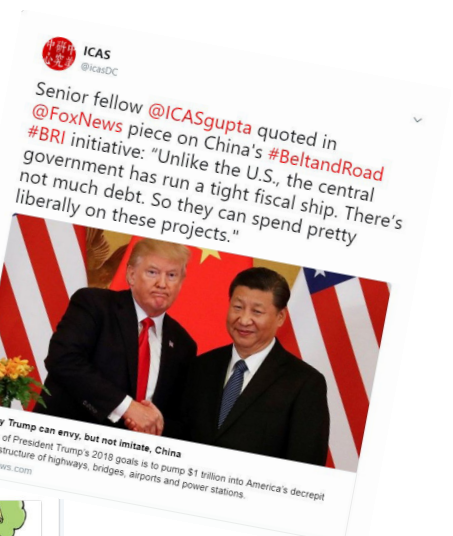 ICAS
@icasDC
Senior fellow @ICASgupta quoted in
@FoxNews piece on China's #BeltandRoad
#BRI initiative: "Unlike the U.S., the central
government has run a tight fiscal ship. There's
not much debt. So they can spend pretty
liberally on these projects."
y Trump can envy, but not imitate, China
of President Trump's 2018 goals is to pump $1 trillion into America's decrepit
structure of highways, bridges, airports and power stations.
ws.com